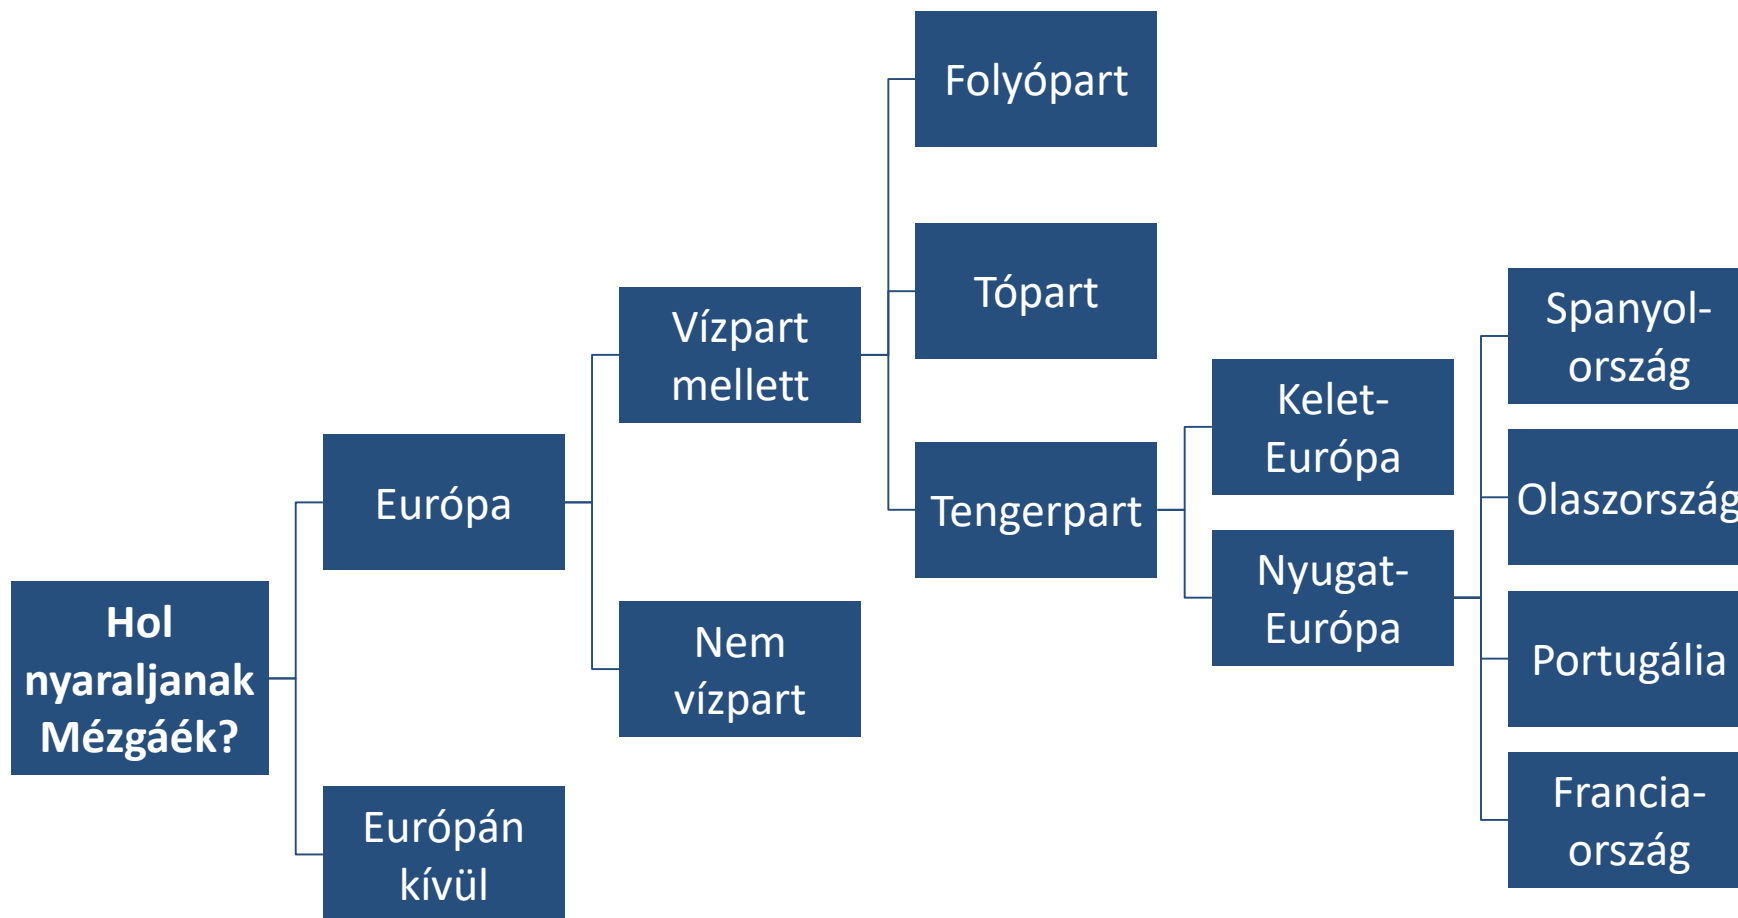 Hol
nyaraljanak
Mézgáék?
Európa
Európán
kívül
Vízpart
mellett
Nem
vízpart
Folyópart
Tópart
Tengerpart
Kelet-
Európa
Nyugat-
Európa
Spanyol-
ország
Olaszország
Portugália
Francia-
ország